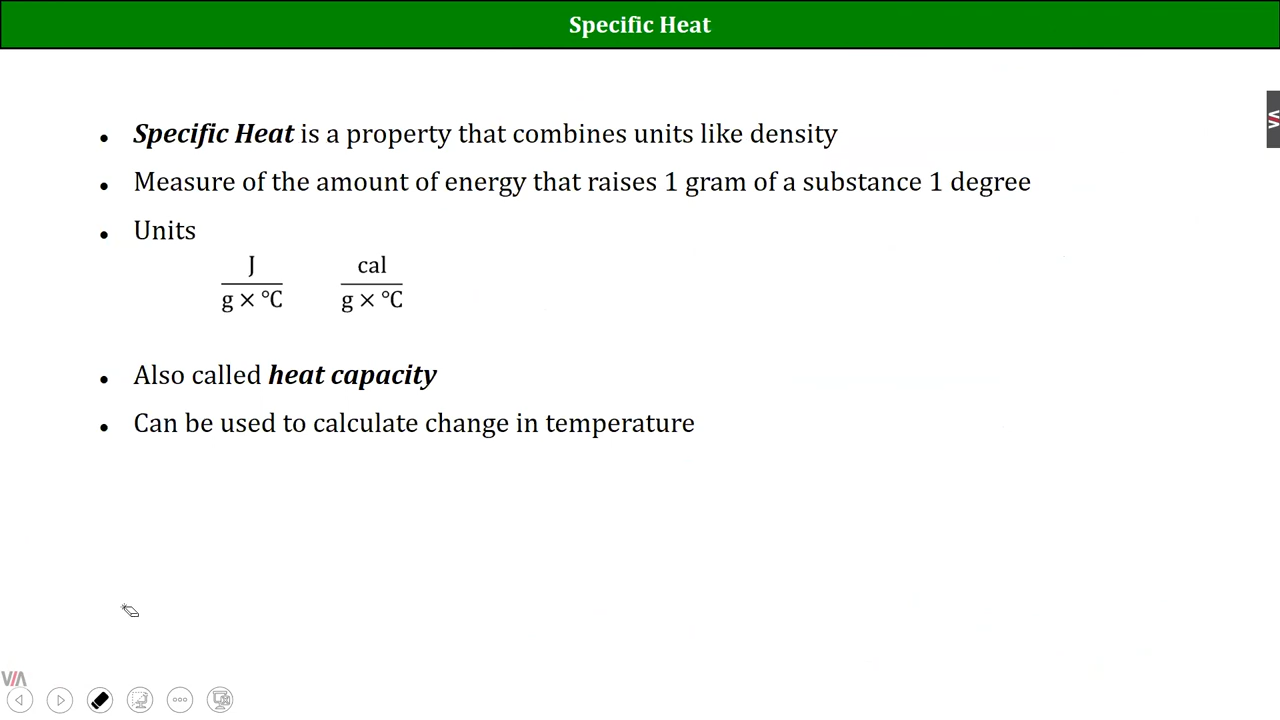 Specific Heat
• Specific Heat is a property that combines units like density
• Measure of the amount of energy that raises 1 gram of a substance 1 degree
• Units
J cal
g × °C g × °C
• Also called heat capacity
• Can be used to calculate change in temperature
VIA